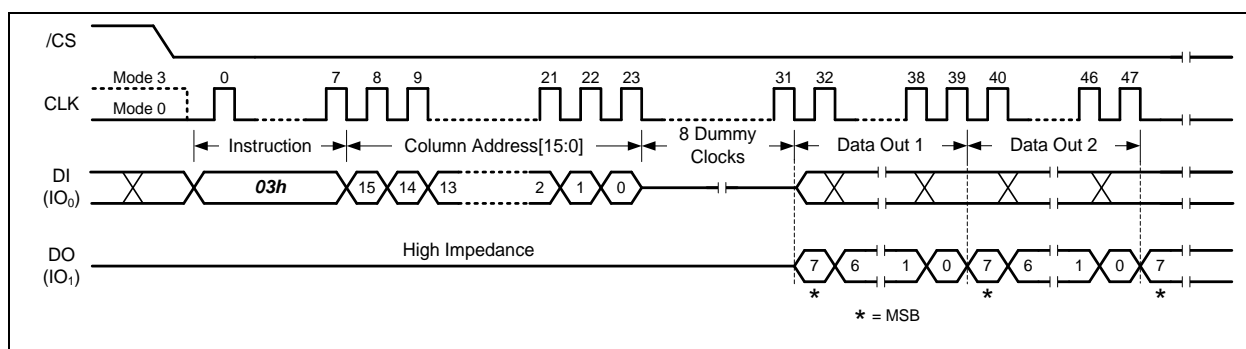 /CS
Mode 3 0 7 8 9 21 22 23 31 32 38 39 40 46 47
CLK Mode 0
Instruction Column Address[15:0] 8 Dummy Clocks Data Out 1 Data Out 2
DI (IO0) 03h 15 14 13 2 1 0
High Impedance
DO (IO1) 7 6 1 0 7 6 1 0 7
* * *
* = MSB